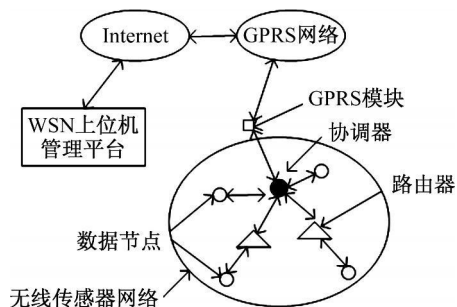 Internet
GPRS网络
GPRS模块
WSN上位机
管理平台
协调器
路由器
数据节点
无线传感器网络